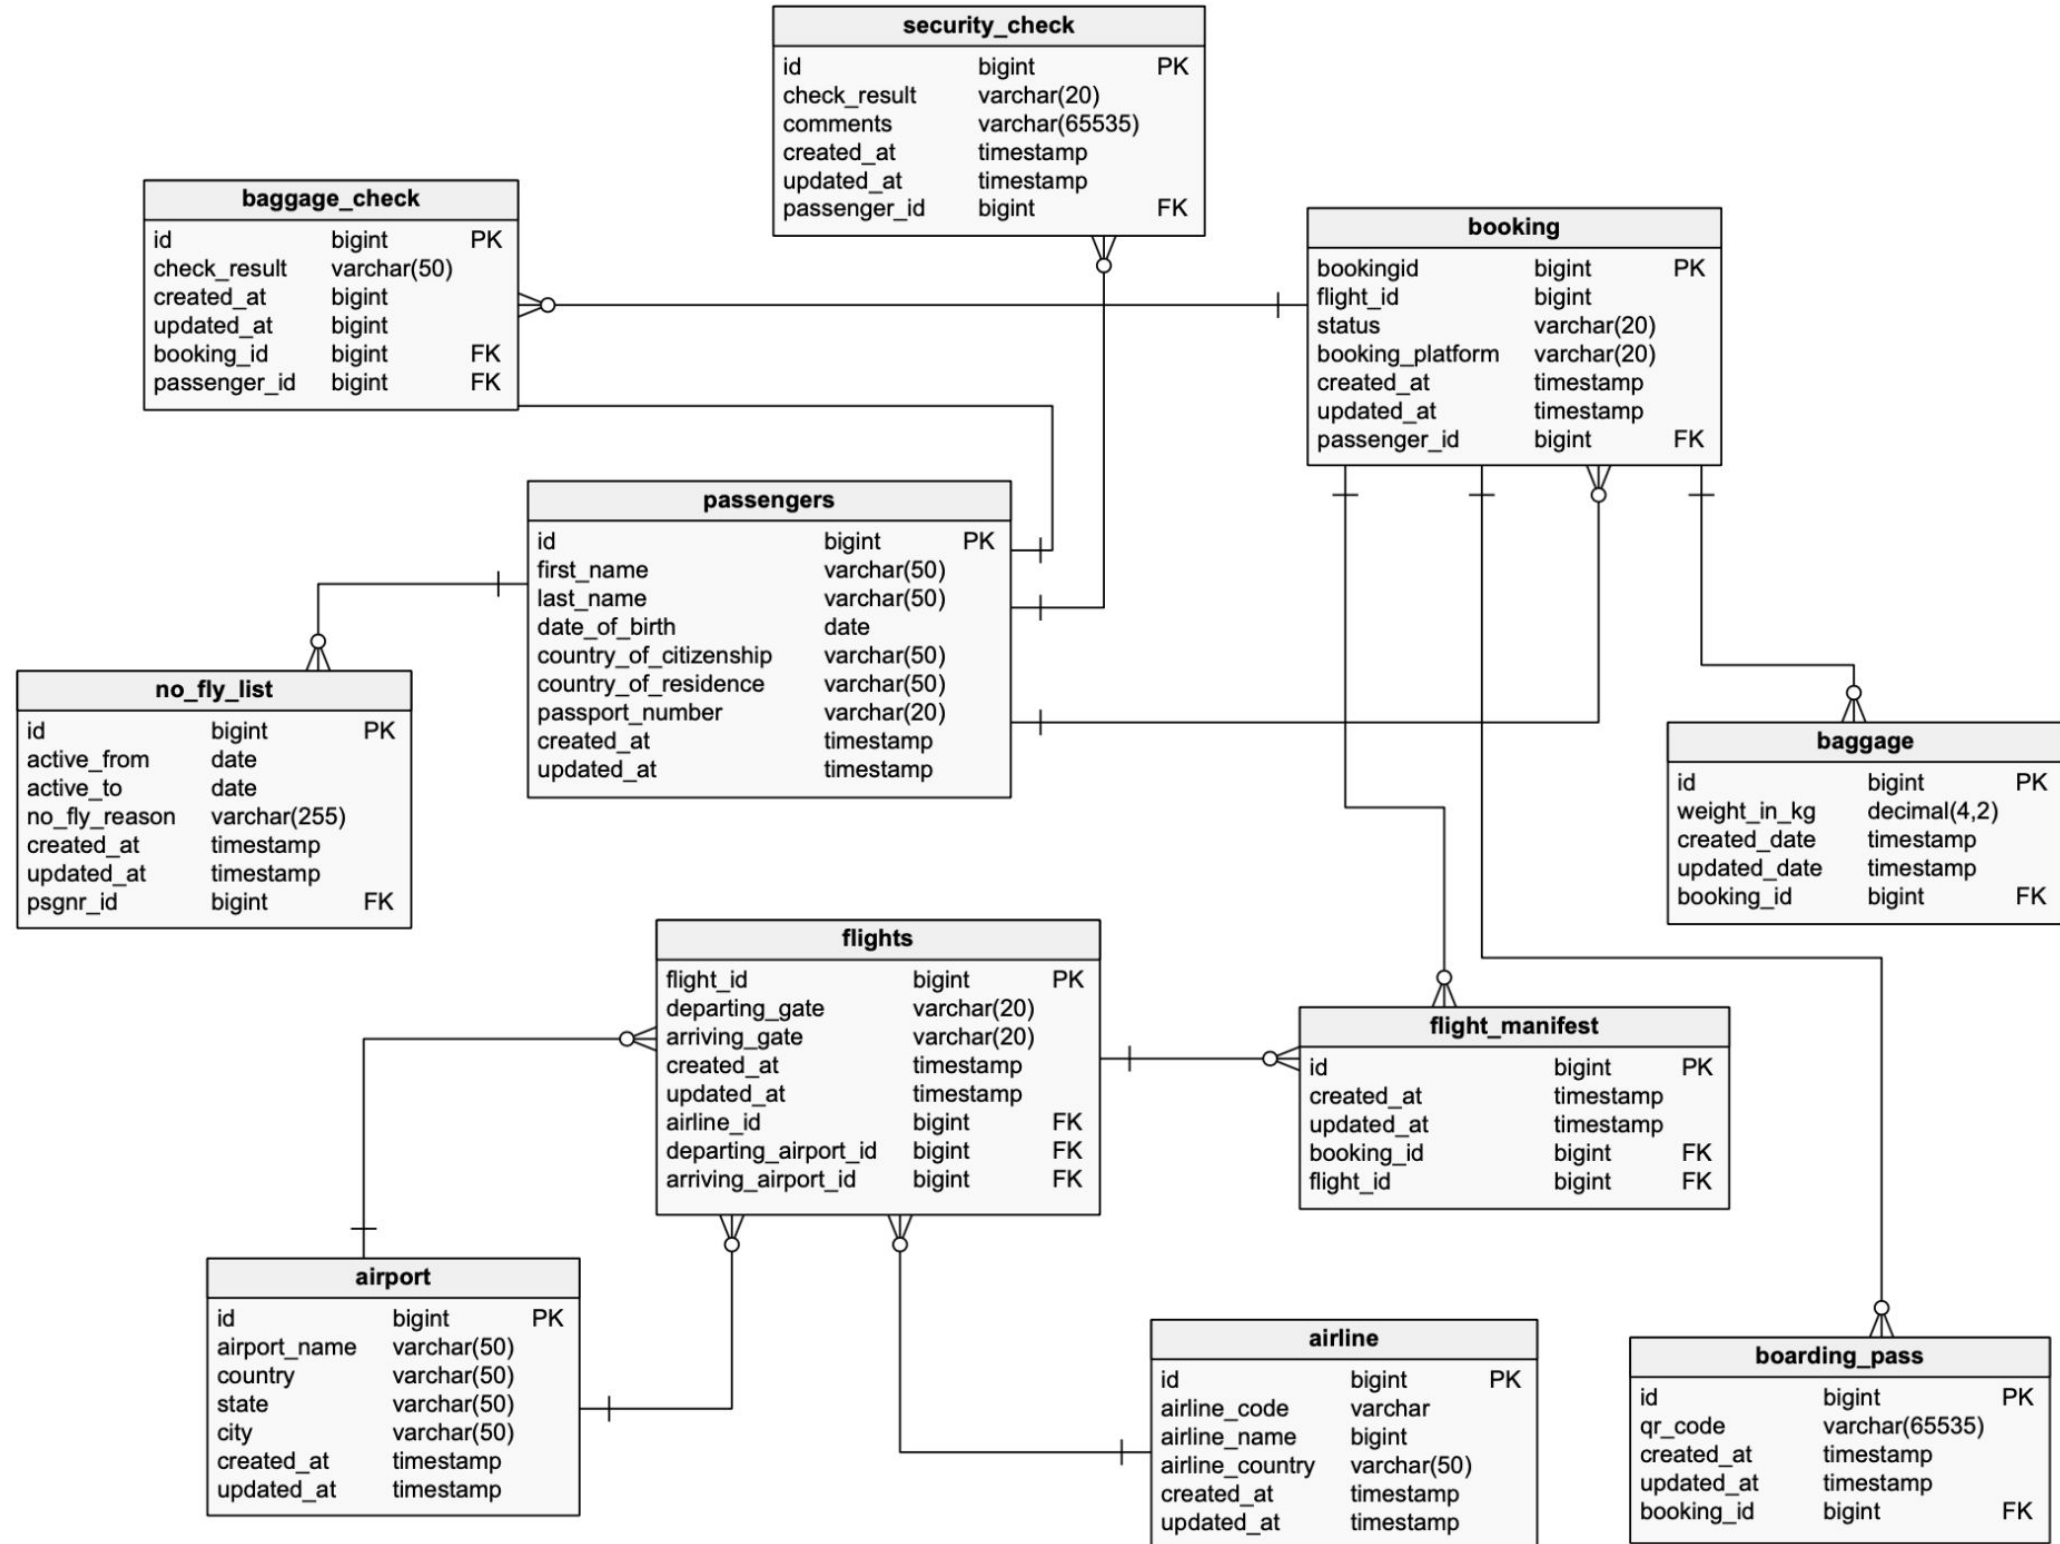 security_check
id bigint PK
check_result varchar(20)
comments varchar(65535)
created_at timestamp
updated_at timestamp
passenger_id bigint FK
baggage_check
id bigint PK
check_result varchar(50)
created_at bigint
updated_at bigint
booking_id bigint FK
passenger_id bigint FK
booking
bookingid bigint PK
flight_id bigint
status varchar(20)
booking_platform varchar(20)
created_at timestamp
updated_at timestamp
passenger_id bigint FK
passengers
id bigint PK
first_name varchar(50)
last_name varchar(50)
date_of_birth date
country_of_citizenship varchar(50)
country_of_residence varchar(50)
passport_number varchar(20)
created_at timestamp
updated_at timestamp
no_fly_list
id bigint PK
active_from date
active_to date
no_fly_reason varchar(255)
created_at timestamp
updated_at timestamp
psgnr_id bigint FK
baggage
id bigint PK
weight_in_kg decimal(4,2)
created_date timestamp
updated_date timestamp
booking_id bigint FK
flights
flight_id bigint PK
departing_gate varchar(20)
arriving_gate varchar(20)
created_at timestamp
updated_at timestamp
airline_id bigint FK
departing_airport_id bigint FK
arriving_airport_id bigint FK
flight_manifest
id bigint PK
created_at timestamp
updated_at timestamp
booking_id bigint FK
flight_id bigint FK
airport
id bigint PK
airport_name varchar(50)
country varchar(50)
state varchar(50)
city varchar(50)
created_at timestamp
updated_at timestamp
airline
id bigint PK
airline_code varchar
airline_name bigint
airline_country varchar(50)
created_at timestamp
updated_at timestamp
boarding_pass
id bigint PK
qr_code varchar(65535)
created_at timestamp
updated_at timestamp
booking_id bigint FK